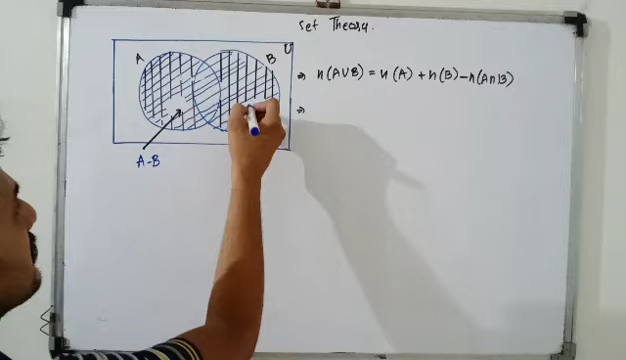 Set Theory.
U
A
B
⇒ n(A∪B) = n(A) + n(B) - n(A∩B)
⇒
A-B